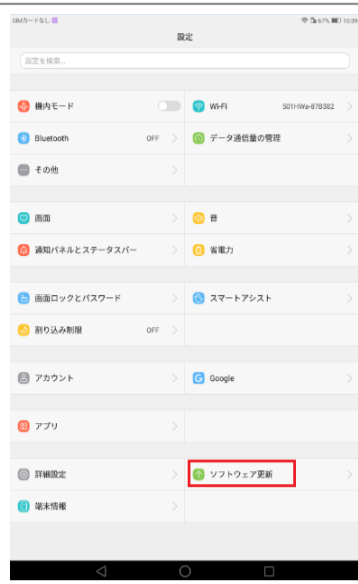 SIMカードなし 67% 13:39
設定
設定を検索...
機内モード
Wi-Fi 501HWa-87B302
Bluetooth OFF
データ通信量の管理
その他
画面
音
通知パネルとステータスバー
省電力
画面ロックとパスワード
スマートアシスト
割り込み制限 OFF
アカウント
Google
アプリ
詳細設定
ソフトウェア更新
端末情報